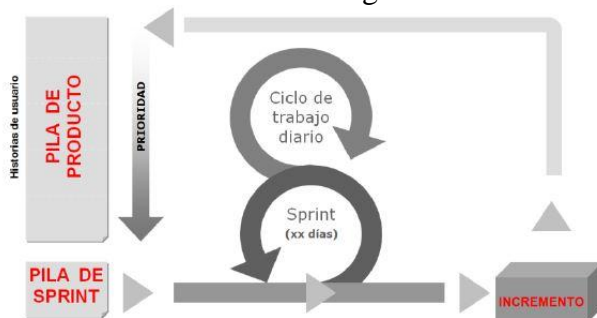 Historias de usuario
PILA DE
PRODUCTO
PRIORIDAD
Ciclo de
trabajo
diario
Sprint
(xx días)
PILA DE
SPRINT
INCREMENTO